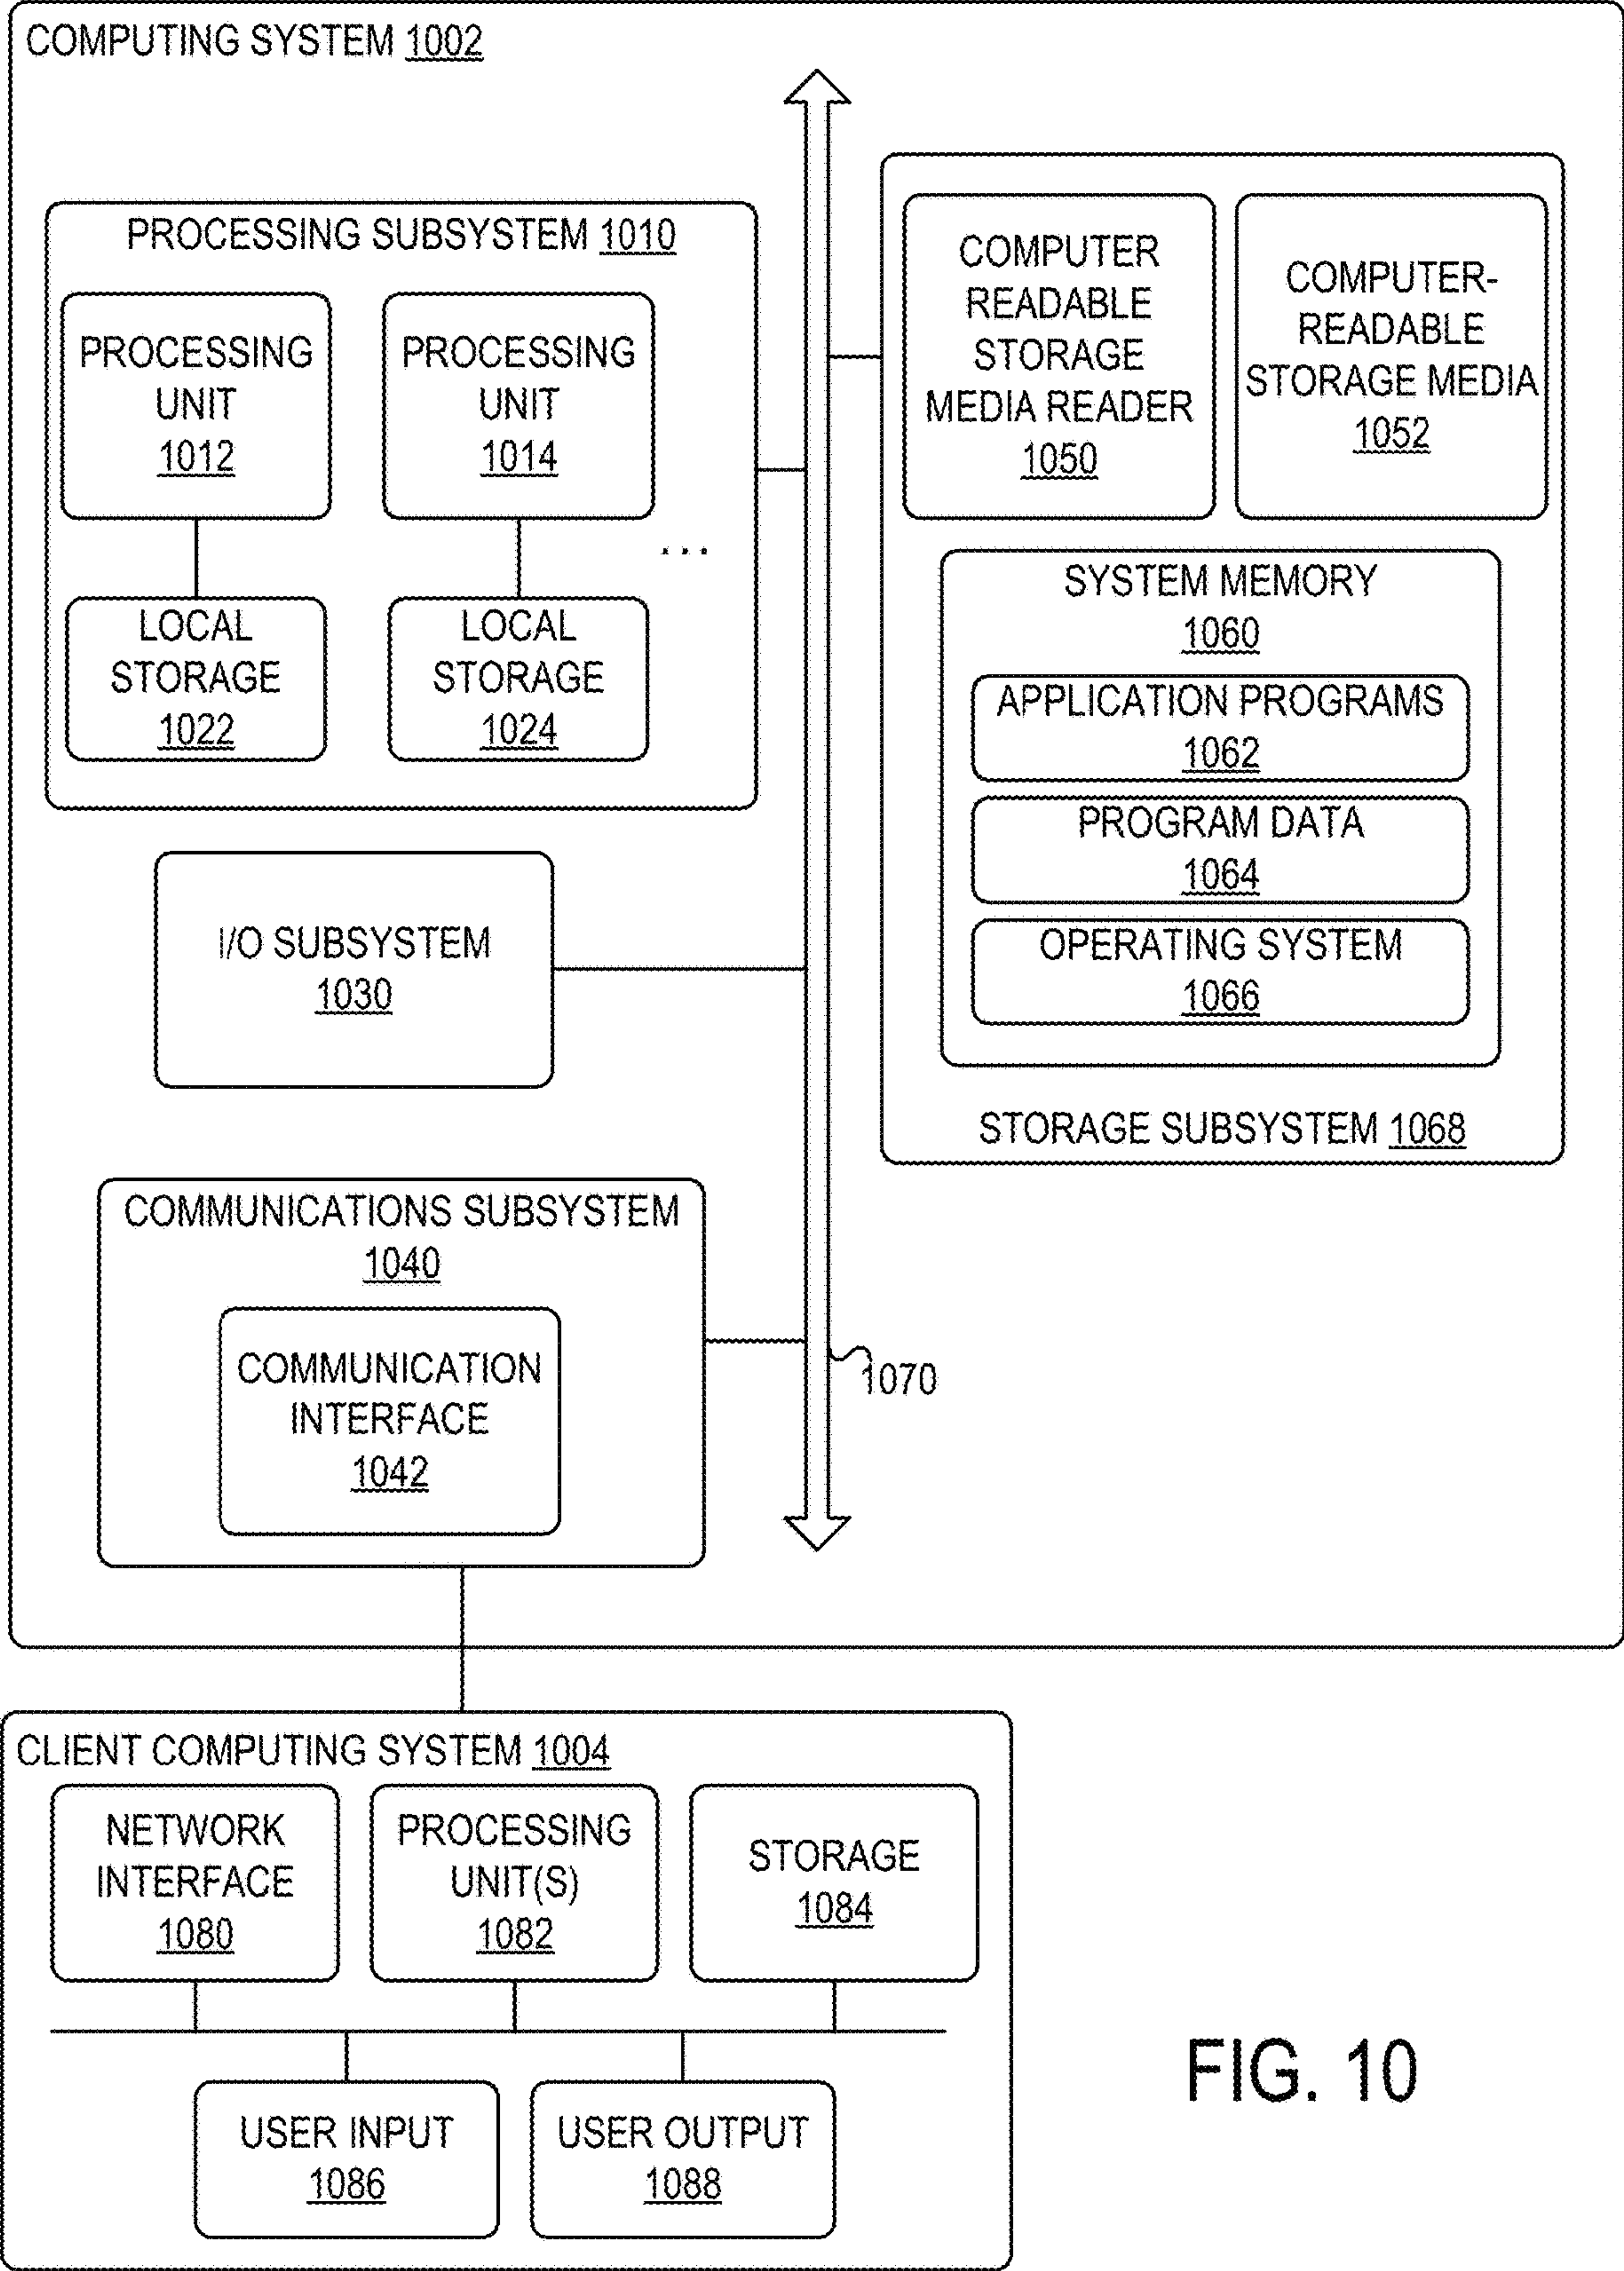 COMPUTING SYSTEM 1002
PROCESSING SUBSYSTEM 1010
PROCESSING
UNIT
1012
PROCESSING
UNIT
1014
...
LOCAL
STORAGE
1022
LOCAL
STORAGE
1024
I/O SUBSYSTEM
1030
COMMUNICATIONS SUBSYSTEM
1040
COMMUNICATION
INTERFACE
1042
COMPUTER
READABLE
STORAGE
MEDIA READER
1050
COMPUTER-
READABLE
STORAGE MEDIA
1052
SYSTEM MEMORY
1060
APPLICATION PROGRAMS
1062
PROGRAM DATA
1064
OPERATING SYSTEM
1066
STORAGE SUBSYSTEM 1068
1070
CLIENT COMPUTING SYSTEM 1004
NETWORK
INTERFACE
1080
PROCESSING
UNIT(S)
1082
STORAGE
1084
USER INPUT
1086
USER OUTPUT
1088
FIG. 10